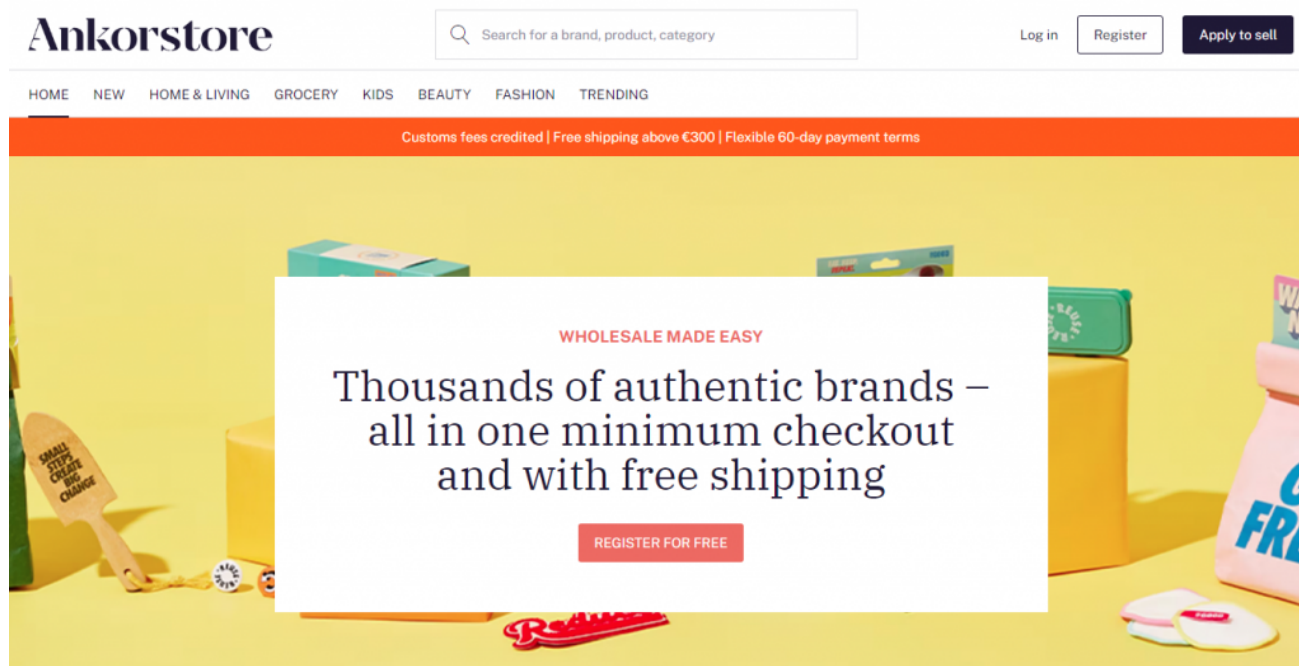 Ankorstore
Search for a brand, product, category
Log in
Register
Apply to sell
HOME NEW HOME & LIVING GROCERY KIDS BEAUTY FASHION TRENDING
Customs fees credited | Free shipping above €300 | Flexible 60-day payment terms
WHOLESALE MADE EASY
Thousands of authentic brands –
all in one minimum checkout
and with free shipping
REGISTER FOR FREE
SMALL
STEPS
CREATE
BIG
CHANGE
REUSE
REUSE